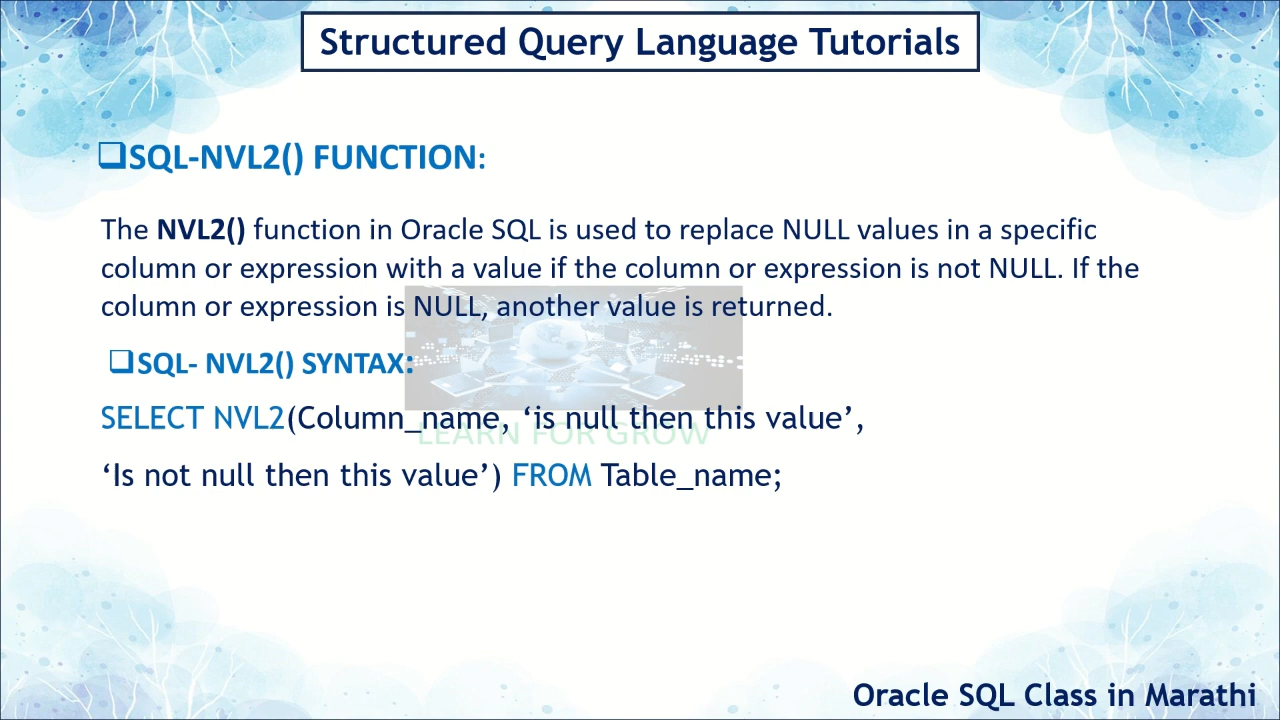 Structured Query Language Tutorials
❑SQL-NVL2() FUNCTION:
The NVL2() function in Oracle SQL is used to replace NULL values in a specific
column or expression with a value if the column or expression is not NULL. If the
column or expression is NULL, another value is returned.
❑SQL- NVL2() SYNTAX:
SELECT NVL2(Column_name, ‘is null then this value’,
LEARN FOR GROW
‘Is not null then this value’) FROM Table_name;
Oracle SQL Class in Marathi